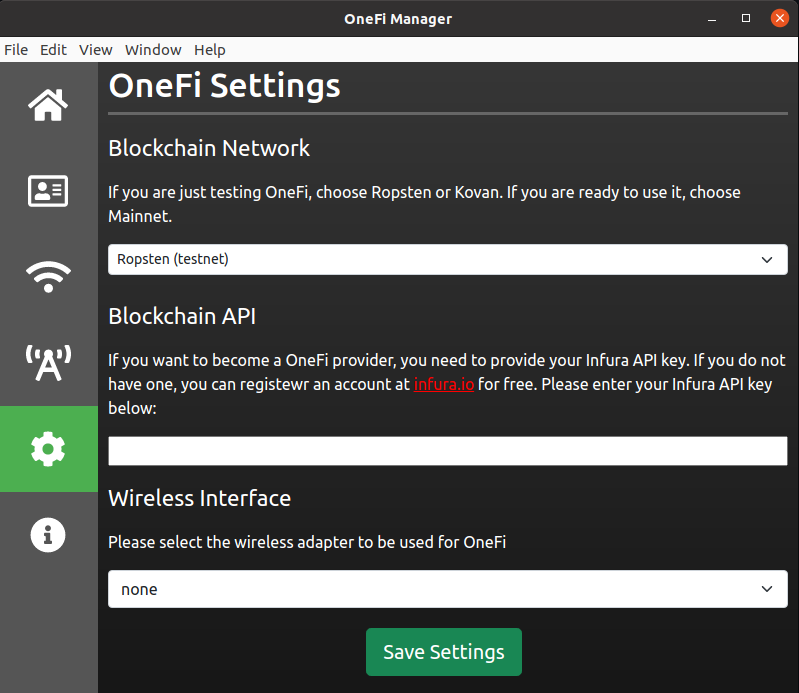 OneFi Manager
File Edit View Window Help
OneFi Settings
Blockchain Network
If you are just testing OneFi, choose Ropsten or Kovan. If you are ready to use it, choose
Mainnet.
Ropsten (testnet)
Blockchain API
If you want to become a OneFi provider, you need to provide your Infura API key. If you do not
have one, you can registewr an account at infura.io for free. Please enter your Infura API key
below:
Wireless Interface
Please select the wireless adapter to be used for OneFi
none
Save Settings